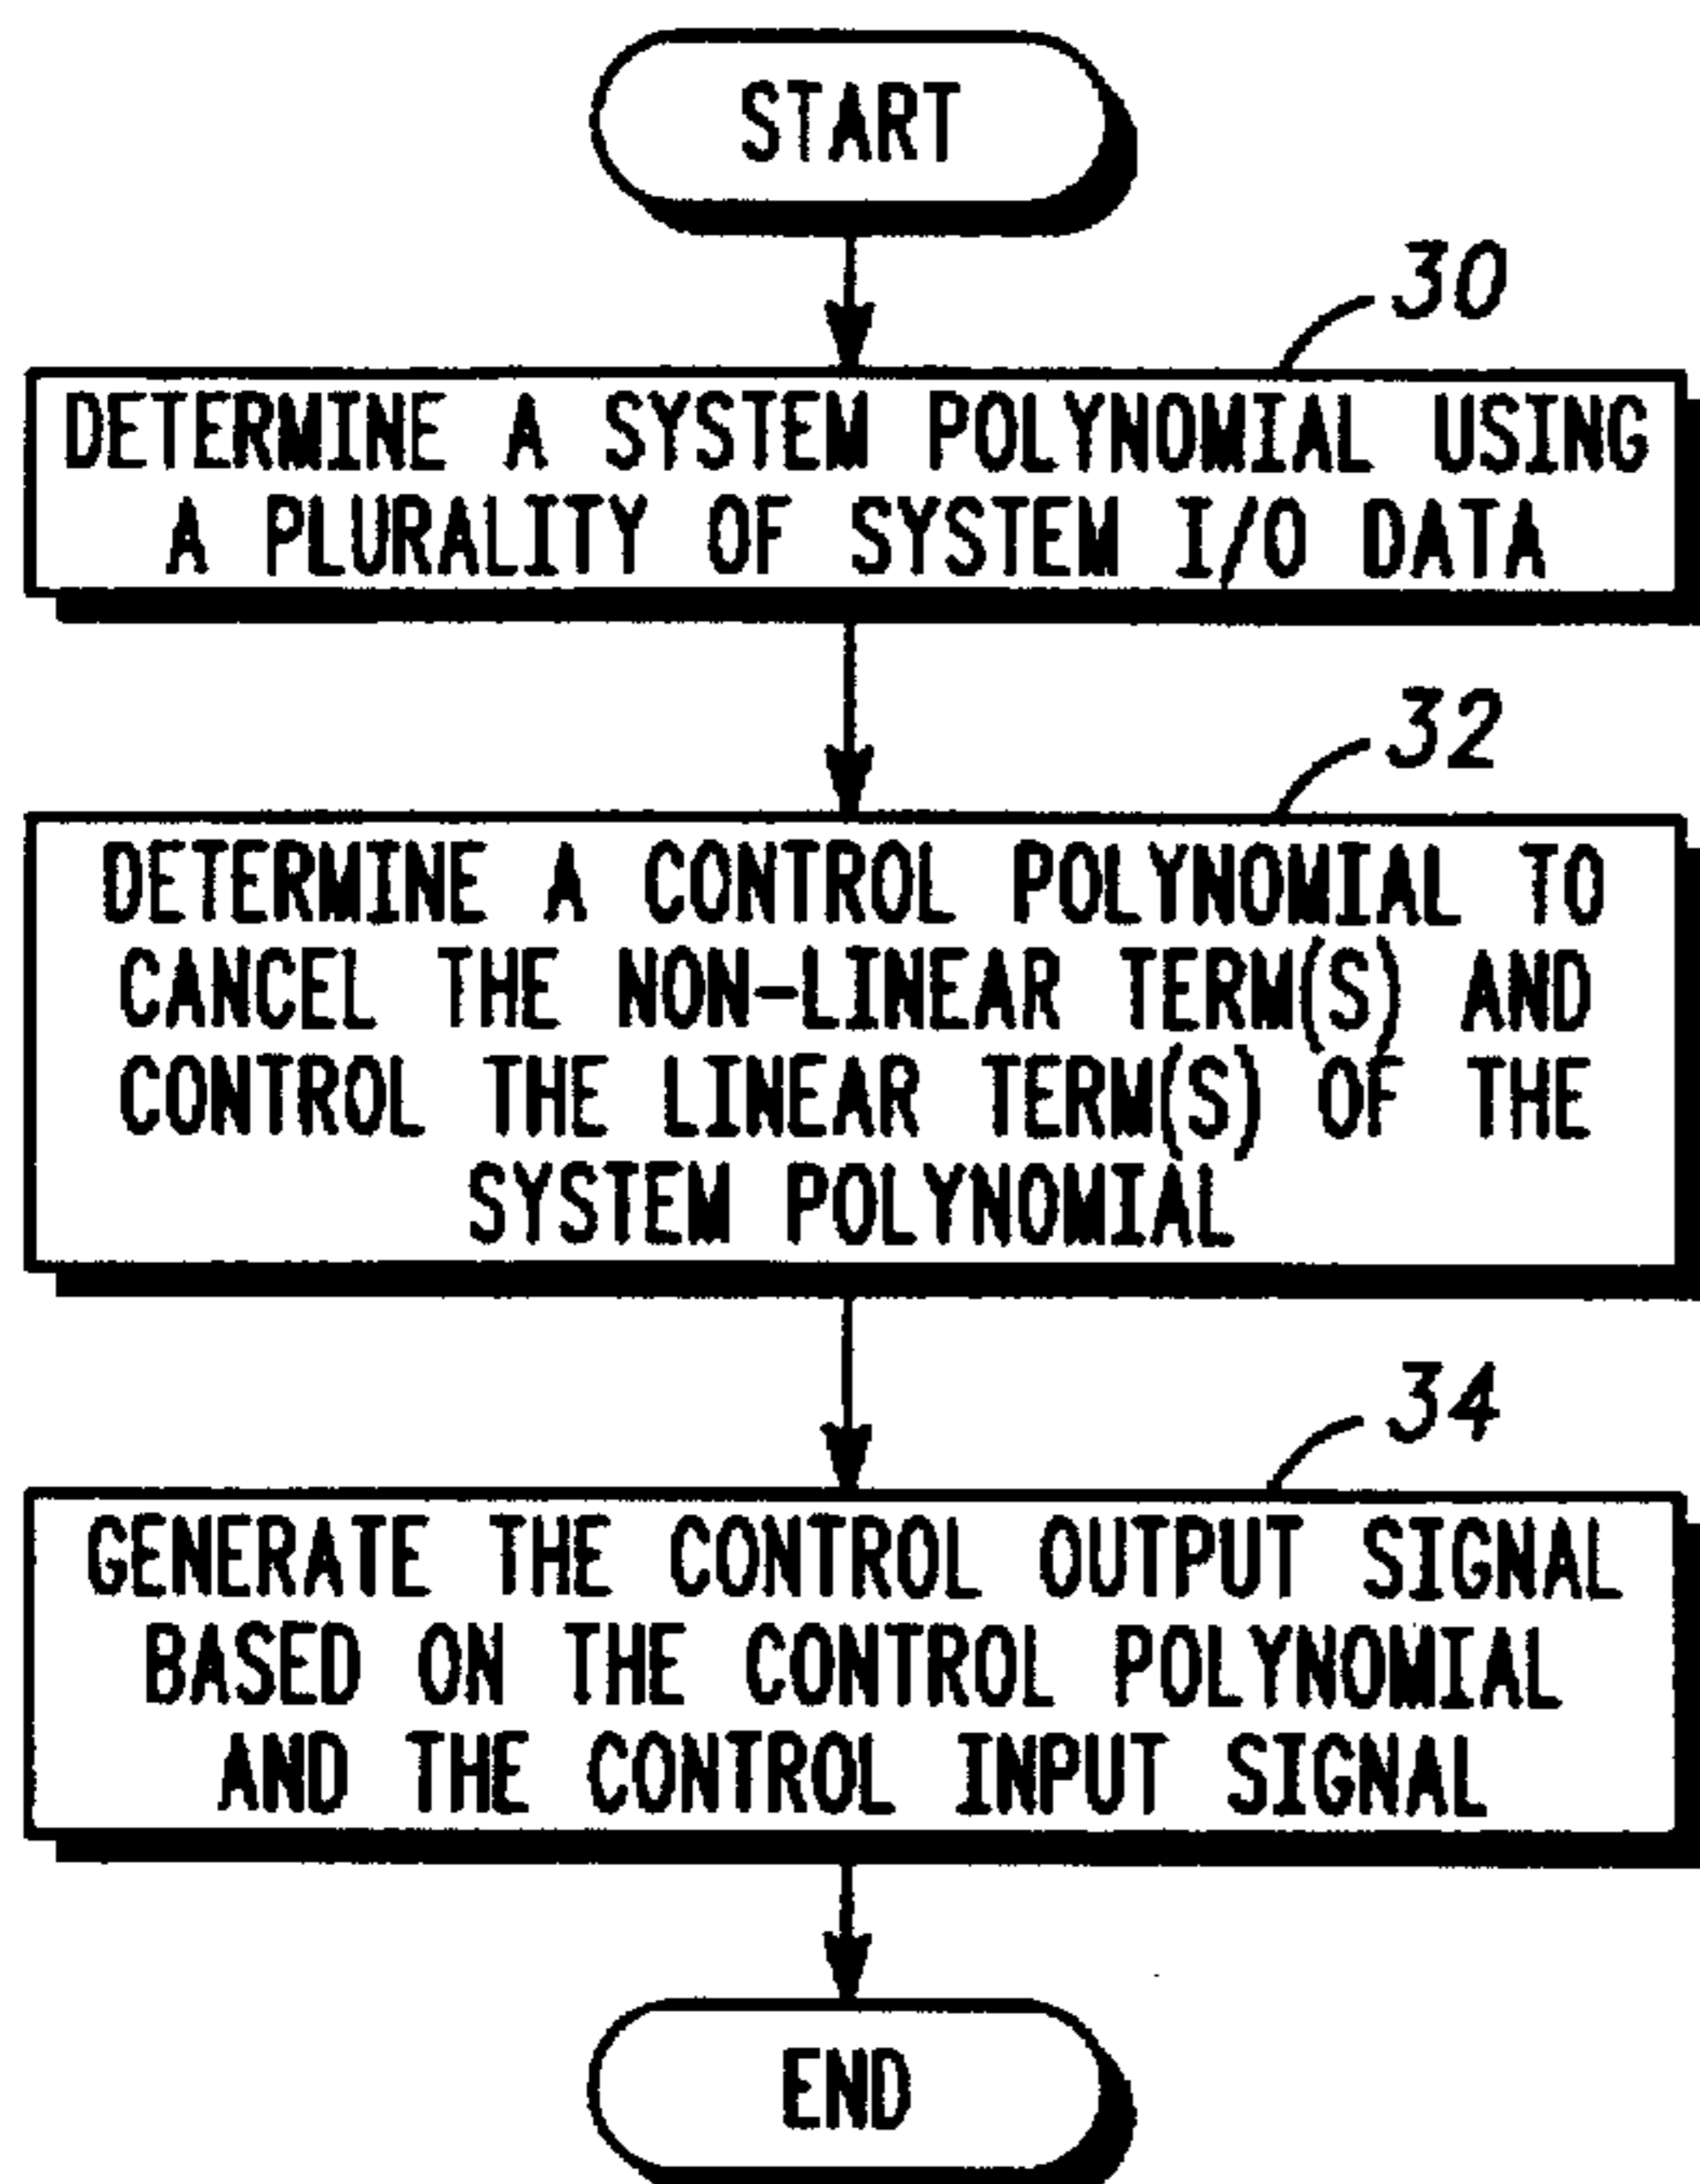 START
30
DETERMINE A SYSTEM POLYNOMIAL USING
A PLURALITY OF SYSTEM I/O DATA
32
DETERMINE A CONTROL POLYNOMIAL TO
CANCEL THE NON-LINEAR TERM(S) AND
CONTROL THE LINEAR TERM(S) OF THE
SYSTEM POLYNOMIAL
34
GENERATE THE CONTROL OUTPUT SIGNAL
BASED ON THE CONTROL POLYNOMIAL
AND THE CONTROL INPUT SIGNAL
END